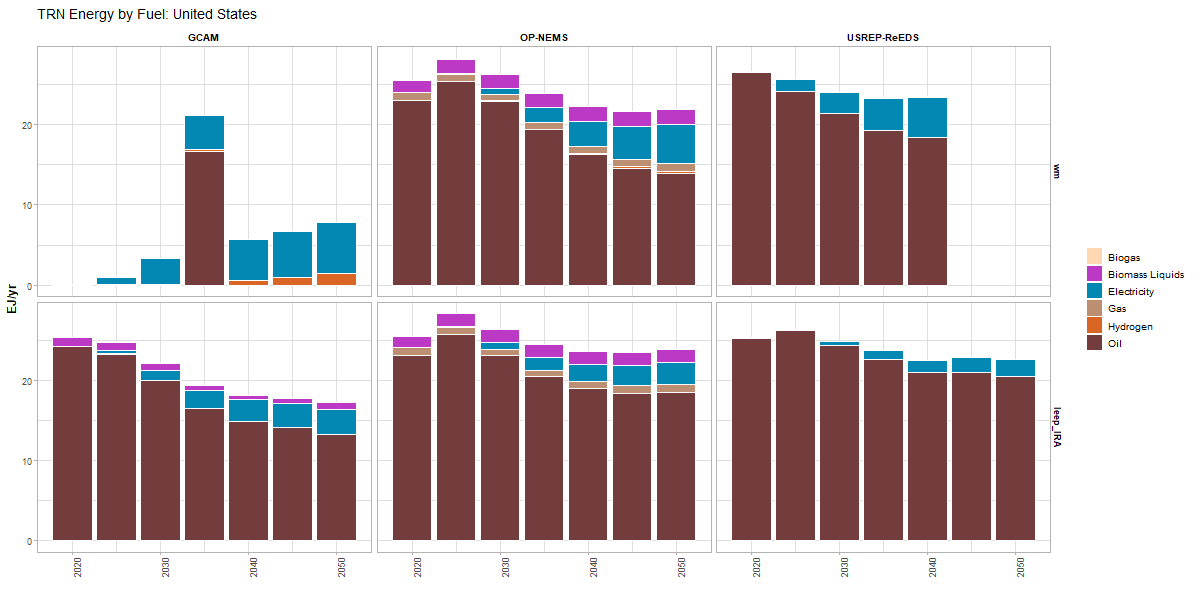 TRN Energy by Fuel: United States
GCAM
OP-NEMS
USREP-ReEDS
EJ/yr
20
10
0
wm
20
10
0
leep_IRA
2020
2030
2040
2050
2020
2030
2040
2050
2020
2030
2040
2050
Biogas
Biomass Liquids
Electricity
Gas
Hydrogen
Oil